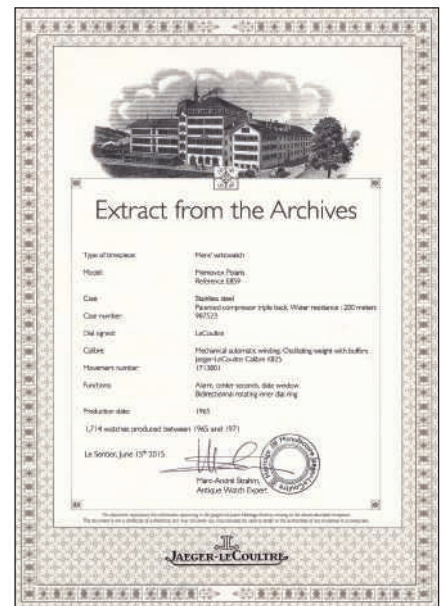 Extract from the Archives
Type of timepiece: Mens' wristwatch
Model: Memovox Polaris
Reference E859
Case Stainless steel
Patented compressor triple back. Water resistance : 200 meters
Case number: 967523
Dial signed: LeCoultre
Calibre: Mechanical automatic winding. Oscillating weight with buffers.
Jaeger-LeCoultre Calibre K825
Movement number: 1713801
Functions: Alarm, center-seconds, date window
Bidirectionnal rotating inner dial ring
Production date: 1965
1,714 watches produced between 1965 and 1971
Le Sentier, June 15th 2015
Marc-André Strahm,
Antique Watch Expert
JAEGER-LECOULTRE